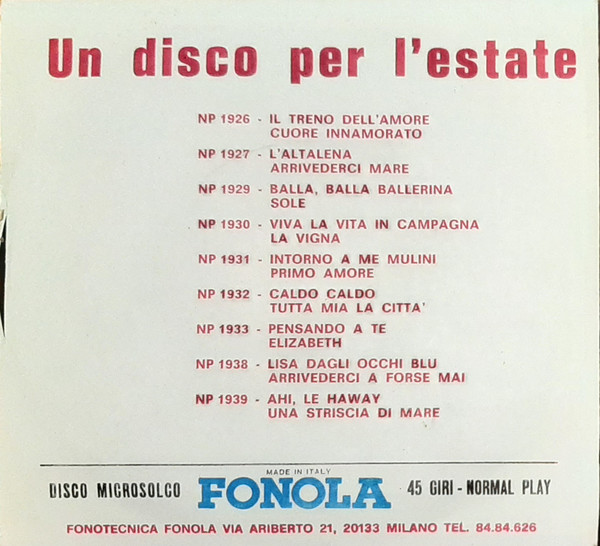 Un disco per l'estate
NP 1926 - IL TRENO DELL'AMORE
CUORE INNAMORATO
NP 1927 - L'ALTALENA
ARRIVEDERCI MARE
NP 1929 - BALLA, BALLA BALLERINA
SOLE
NP 1930 - VIVA LA VITA IN CAMPAGNA
LA VIGNA
NP 1931 - INTORNO A ME MULINI
PRIMO AMORE
NP 1932 - CALDO CALDO
TUTTA MIA LA CITTA'
NP 1933 - PENSANDO A TE
ELIZABETH
NP 1938 - LISA DAGLI OCCHI BLU
ARRIVEDERCI A FORSE MAI
NP 1939 - AHI, LE HAWAY
UNA STRISCIA DI MARE
MADE IN ITALY
DISCO MICROSOLCO FONOLA 45 GIRI - NORMAL PLAY
FONOTECNICA FONOLA VIA ARIBERTO 21, 20133 MILANO TEL. 84.84.626